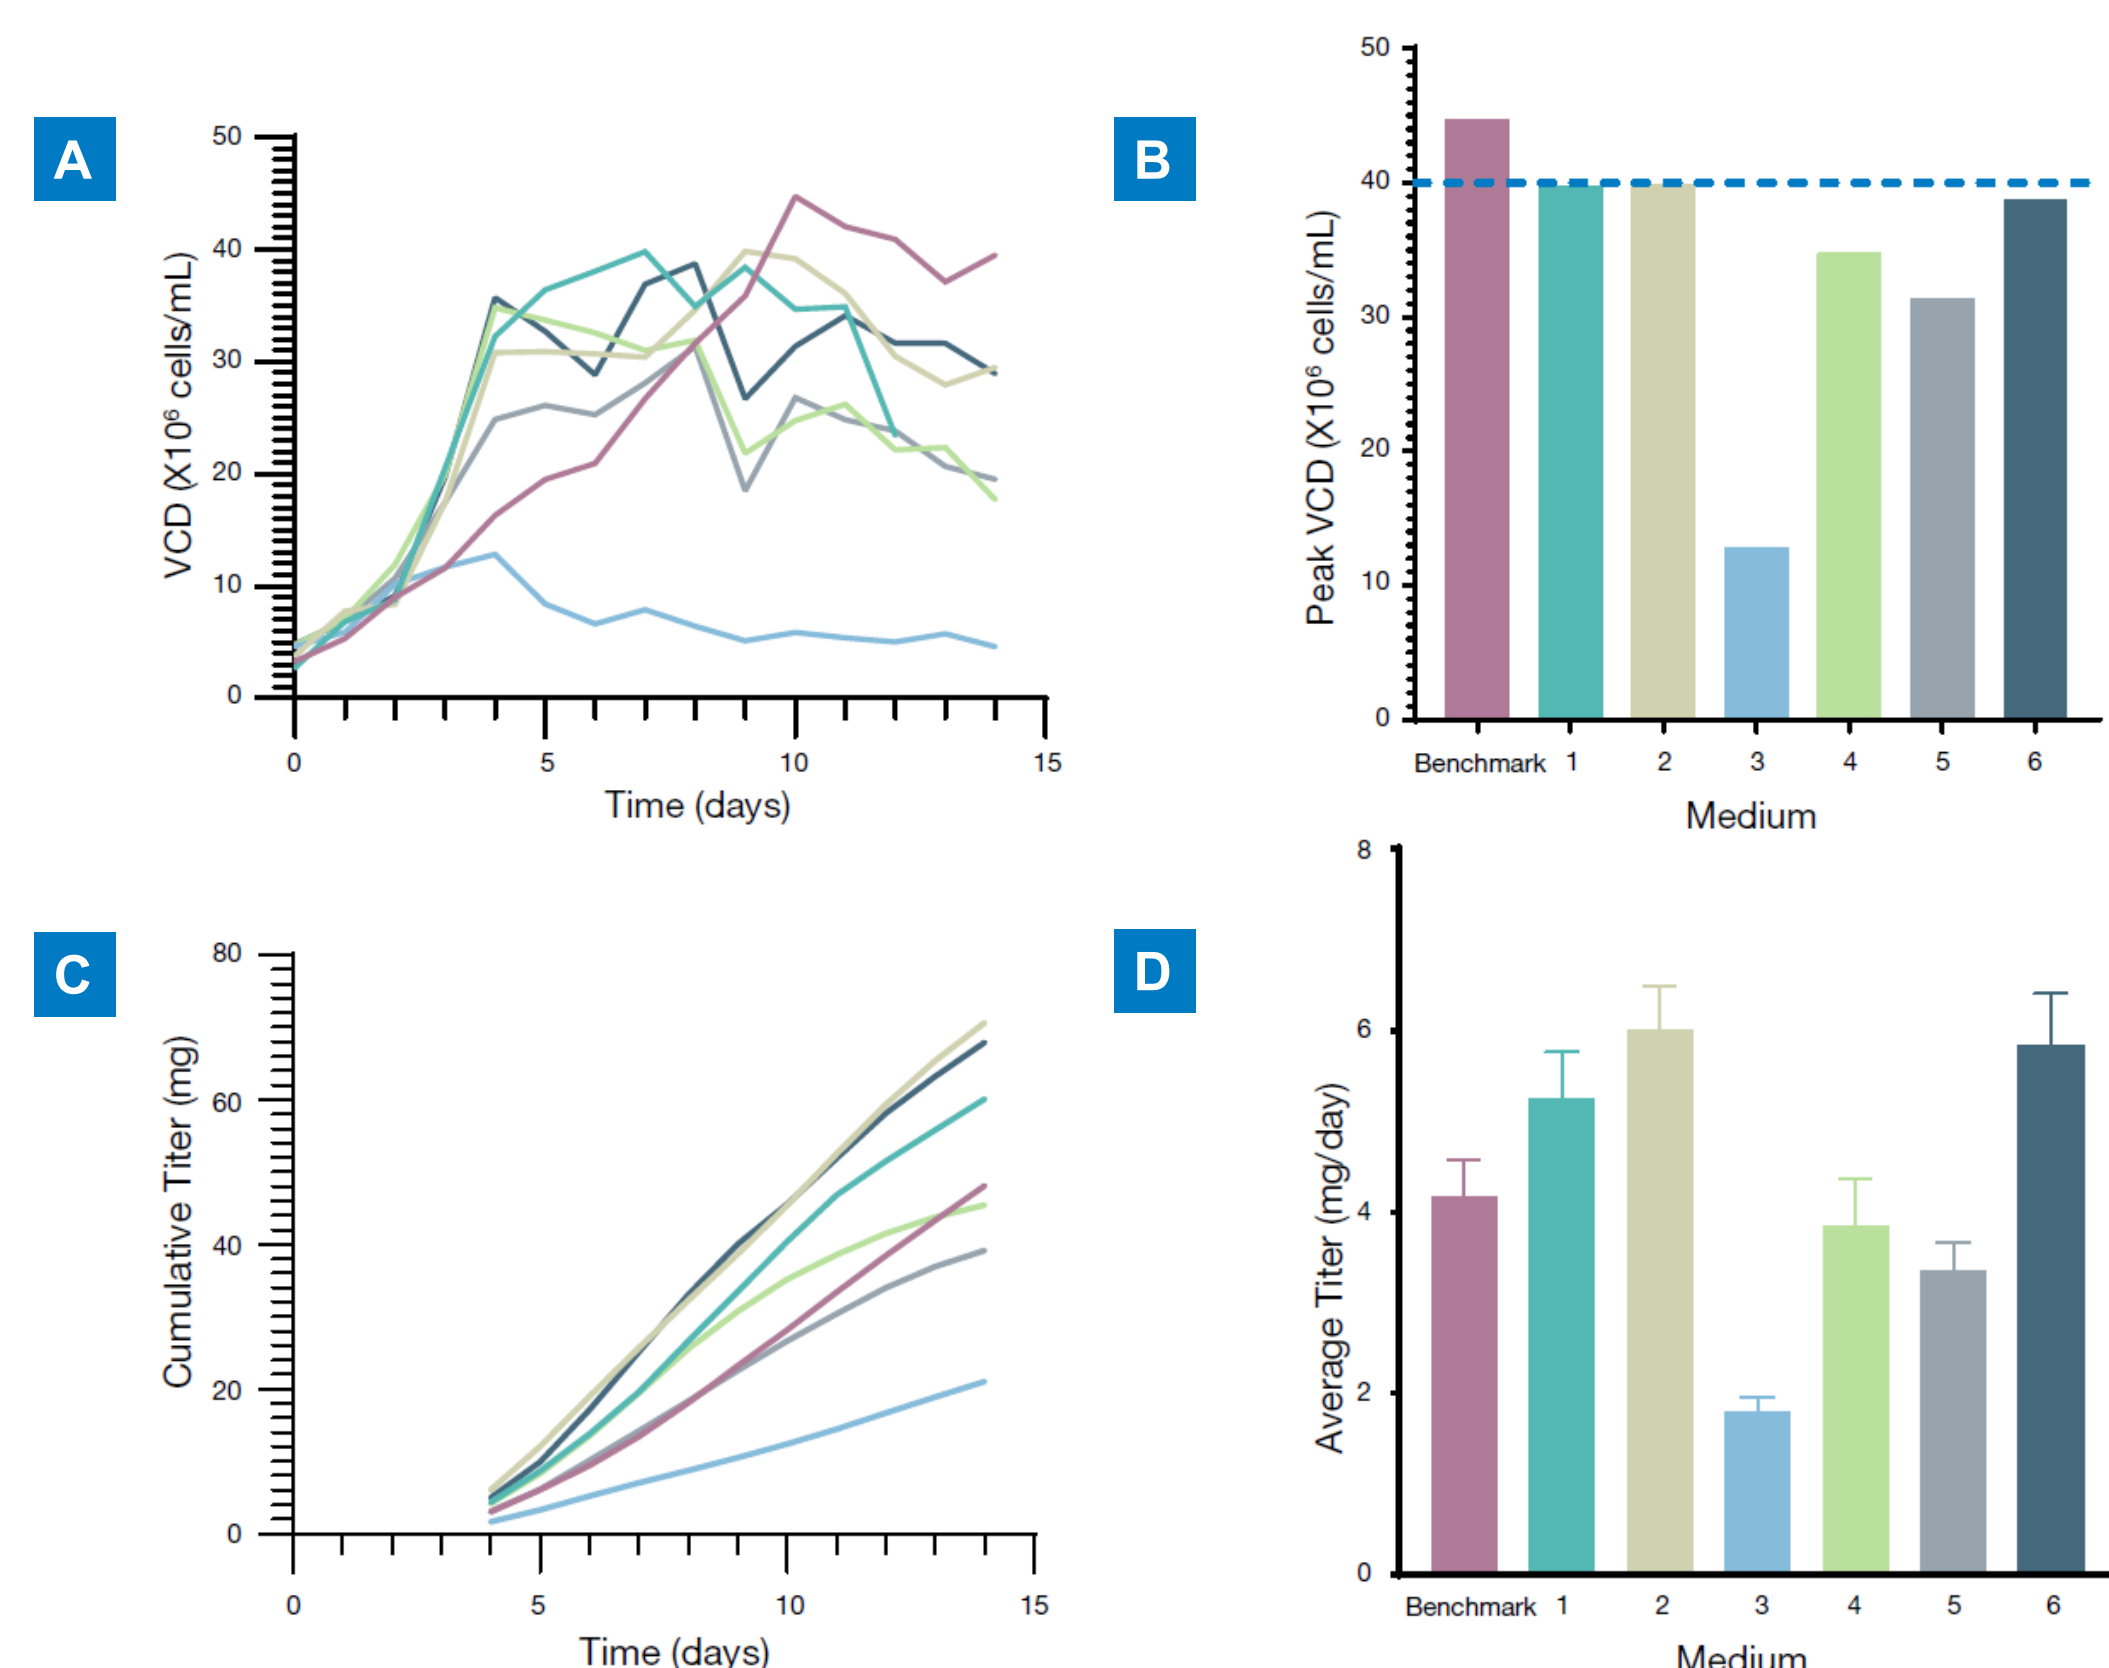 A
50
40
30
20
10
0
VCD (X10⁶ cells/mL)
0 5 10 15
Time (days)
B
50
40
30
20
10
0
Peak VCD (X10⁶ cells/mL)
Benchmark 1 2 3 4 5 6
Medium
C
80
60
40
20
0
Cumulative Titer (mg)
0 5 10 15
Time (days)
D
8
6
4
2
0
Average Titer (mg/day)
Benchmark 1 2 3 4 5 6
Medium